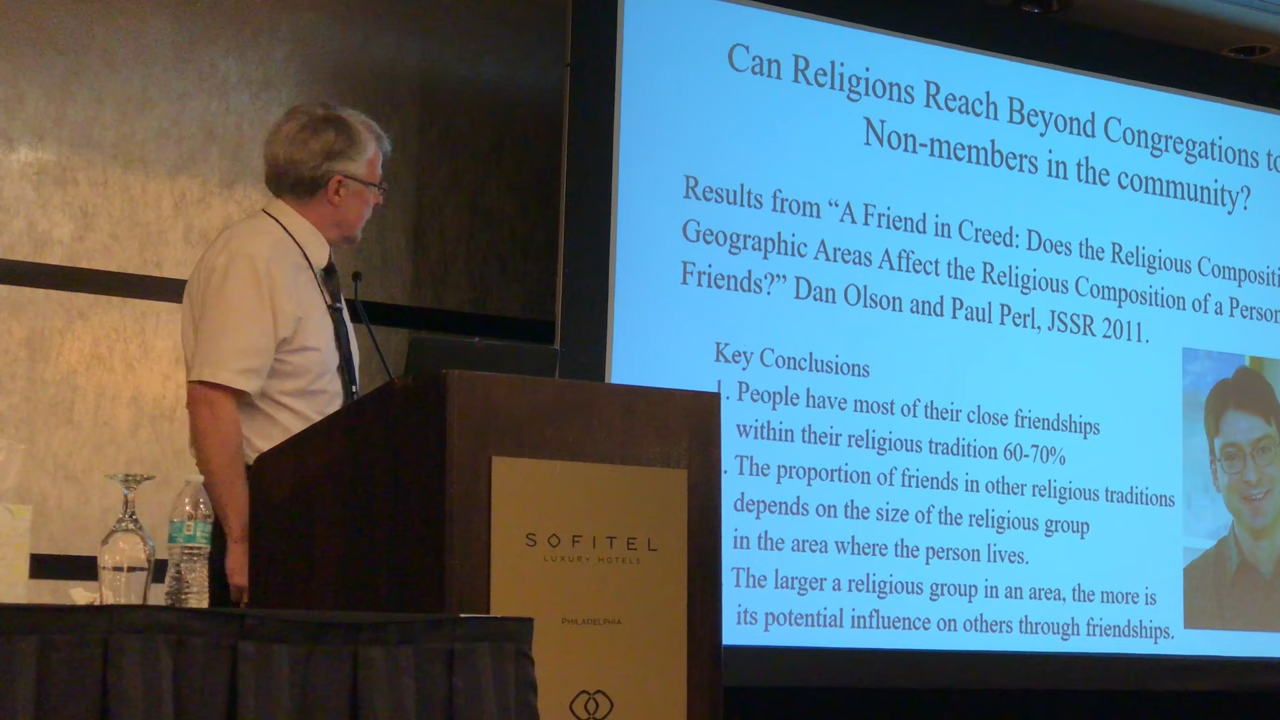 Can Religions Reach Beyond Congregations to
Non-members in the community?
Results from “A Friend in Creed: Does the Religious Compositi
Geographic Areas Affect the Religious Composition of a Person
Friends?” Dan Olson and Paul Perl, JSSR 2011.
Key Conclusions
1. People have most of their close friendships
within their religious tradition 60-70%
. The proportion of friends in other religious traditions
depends on the size of the religious group
in the area where the person lives.
The larger a religious group in an area, the more is
its potential influence on others through friendships.
SOFITEL
LUXURY HOTELS
PHILADELPHIA